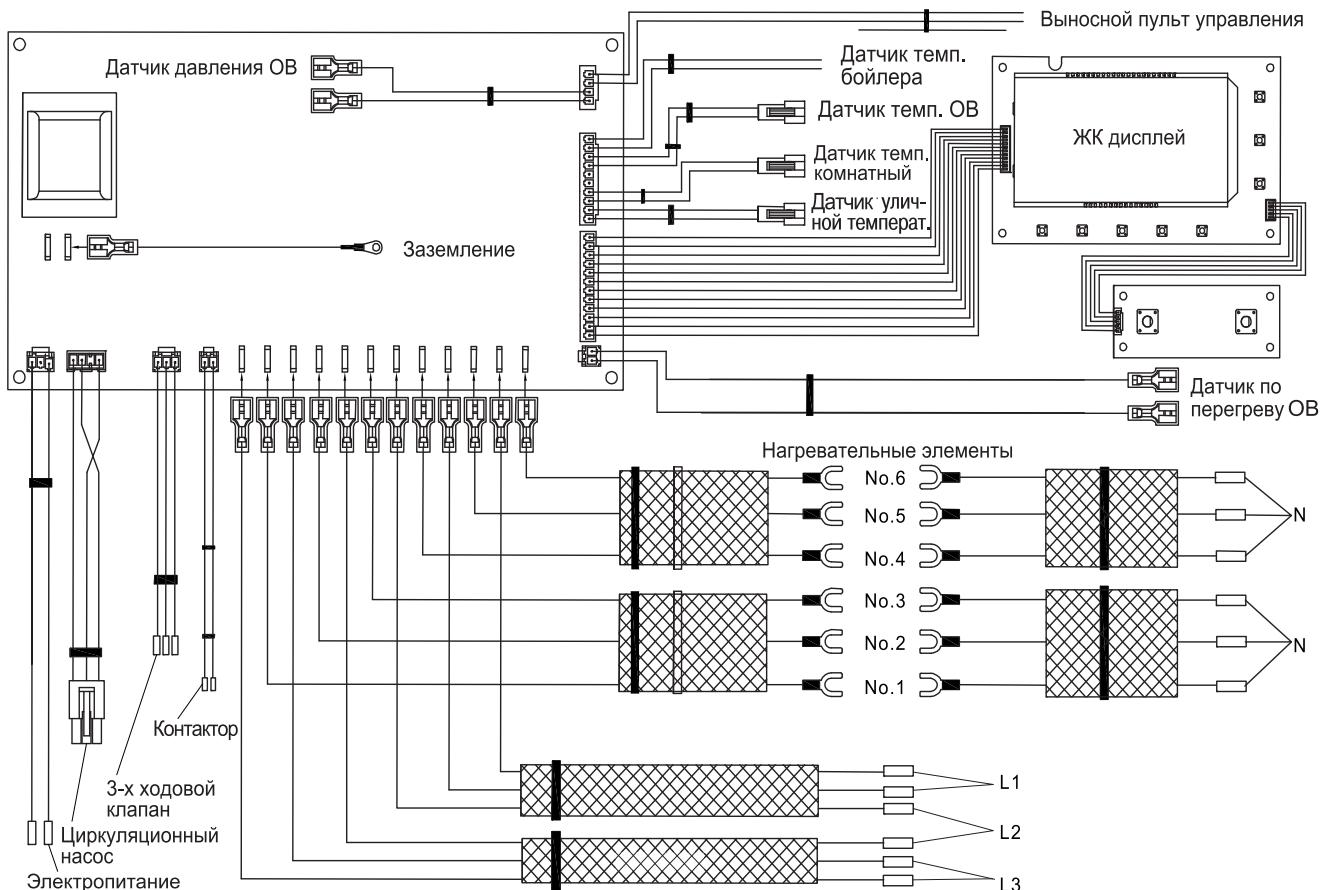 Выносной пульт управления
Датчик давления ОВ
Датчик темп.
бойлера
Датчик темп. ОВ
ЖК дисплей
Датчик темп.
комнатный
Датчик улич-
ной температ.
Заземление
Датчик по
перегреву ОВ
Нагревательные элементы
No.6
No.5
N
No.4
No.3
No.2
N
No.1
Контактор
3-х ходовой
клапан
L1
Циркуляционный
насос
L2
Электропитание
L3